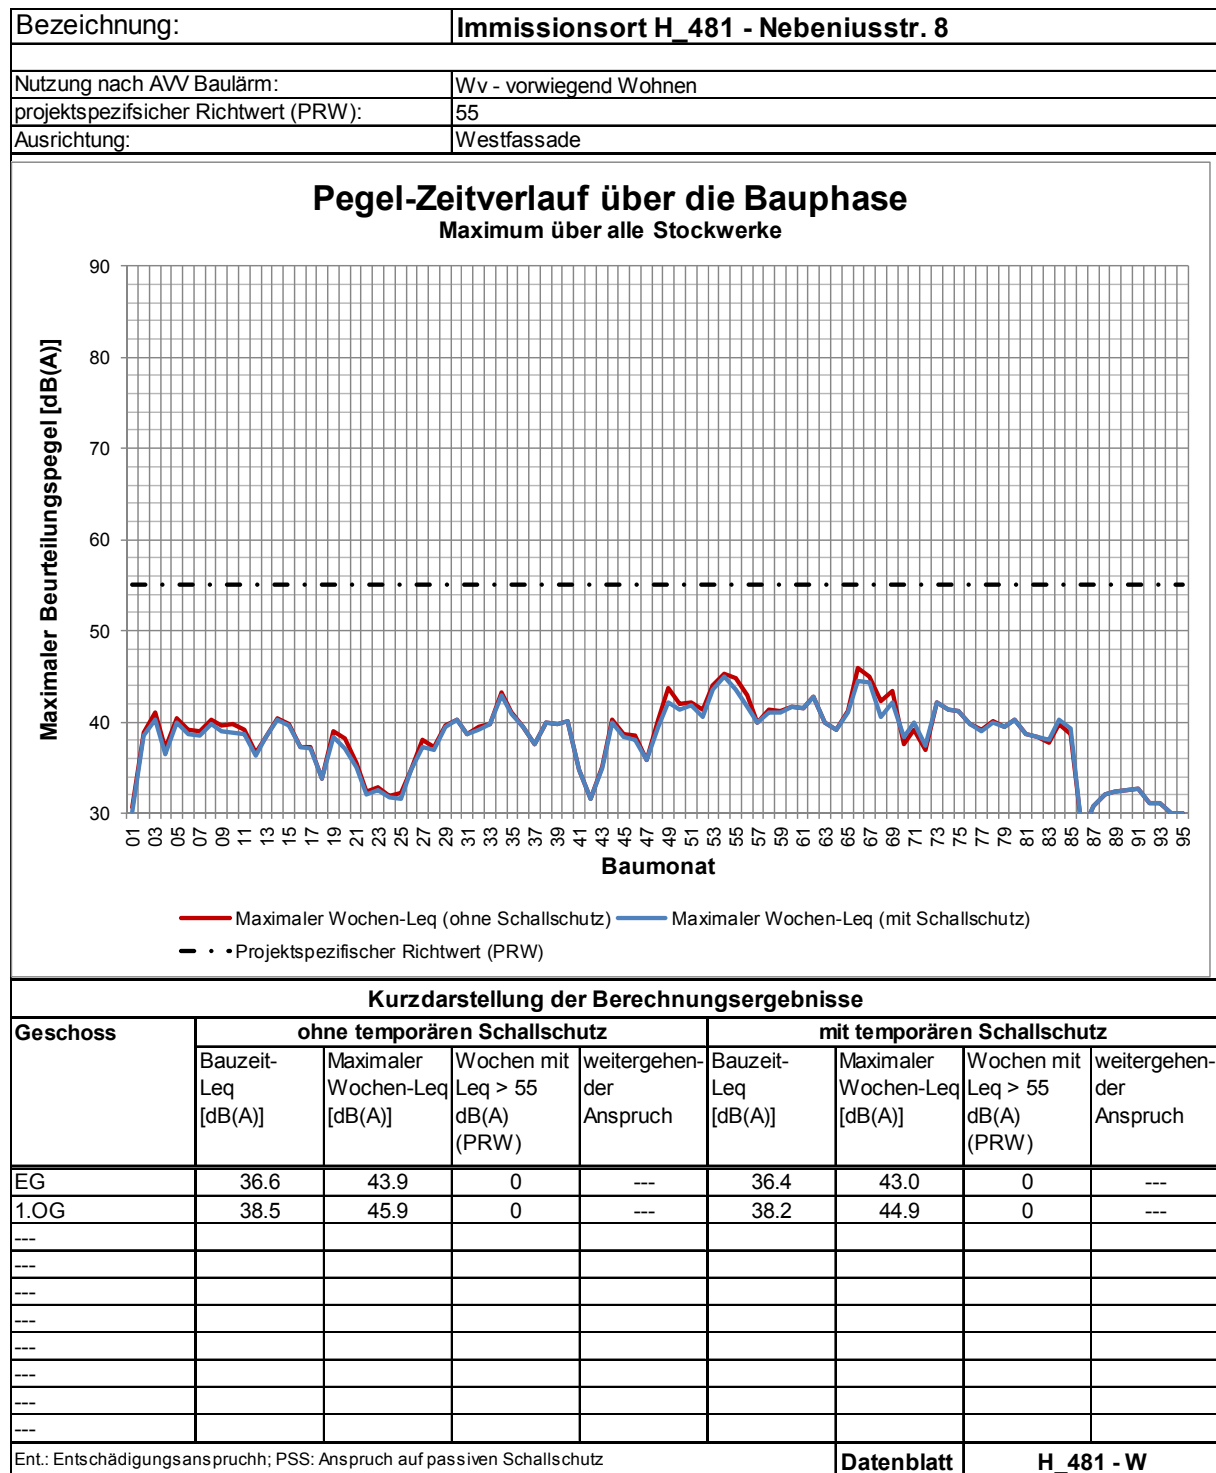 Bezeichnung: Immissionsort H_481 - Nebeniusstr. 8
Nutzung nach AVV Baulärm: Wv - vorwiegend Wohnen
projektspezifsicher Richtwert (PRW): 55
Ausrichtung: Westfassade
Pegel-Zeitverlauf über die Bauphase
Maximum über alle Stockwerke
Maximaler Beurteilungspegel [dB(A)]
90
80
70
60
50
40
30
01 03 05 07 09 11 13 15 17 19 21 23 25 27 29 31 33 35 37 39 41 43 45 47 49 51 53 55 57 59 61 63 65 67 69 71 73 75 77 79 81 83 85 87 89 91 93 95
Baumonat
Maximaler Wochen-Leq (ohne Schallschutz) Maximaler Wochen-Leq (mit Schallschutz)
Projektspezifischer Richtwert (PRW)
Kurzdarstellung der Berechnungsergebnisse
Geschoss ohne temporären Schallschutz mit temporären Schallschutz
Bauzeit- Maximaler Wochen mit weitergehen- Bauzeit- Maximaler Wochen mit weitergehen-
Leq Wochen-Leq Leq > 55 der Leq Wochen-Leq Leq > 55 der
[dB(A)] [dB(A)] dB(A) Anspruch [dB(A)] [dB(A)] dB(A) Anspruch
(PRW) (PRW)
EG 36.6 43.9 0 --- 36.4 43.0 0 ---
1.OG 38.5 45.9 0 --- 38.2 44.9 0 ---
---
---
---
---
---
---
---
---
Ent.: Entschädigungsanspruchh; PSS: Anspruch auf passiven Schallschutz Datenblatt H_481 - W